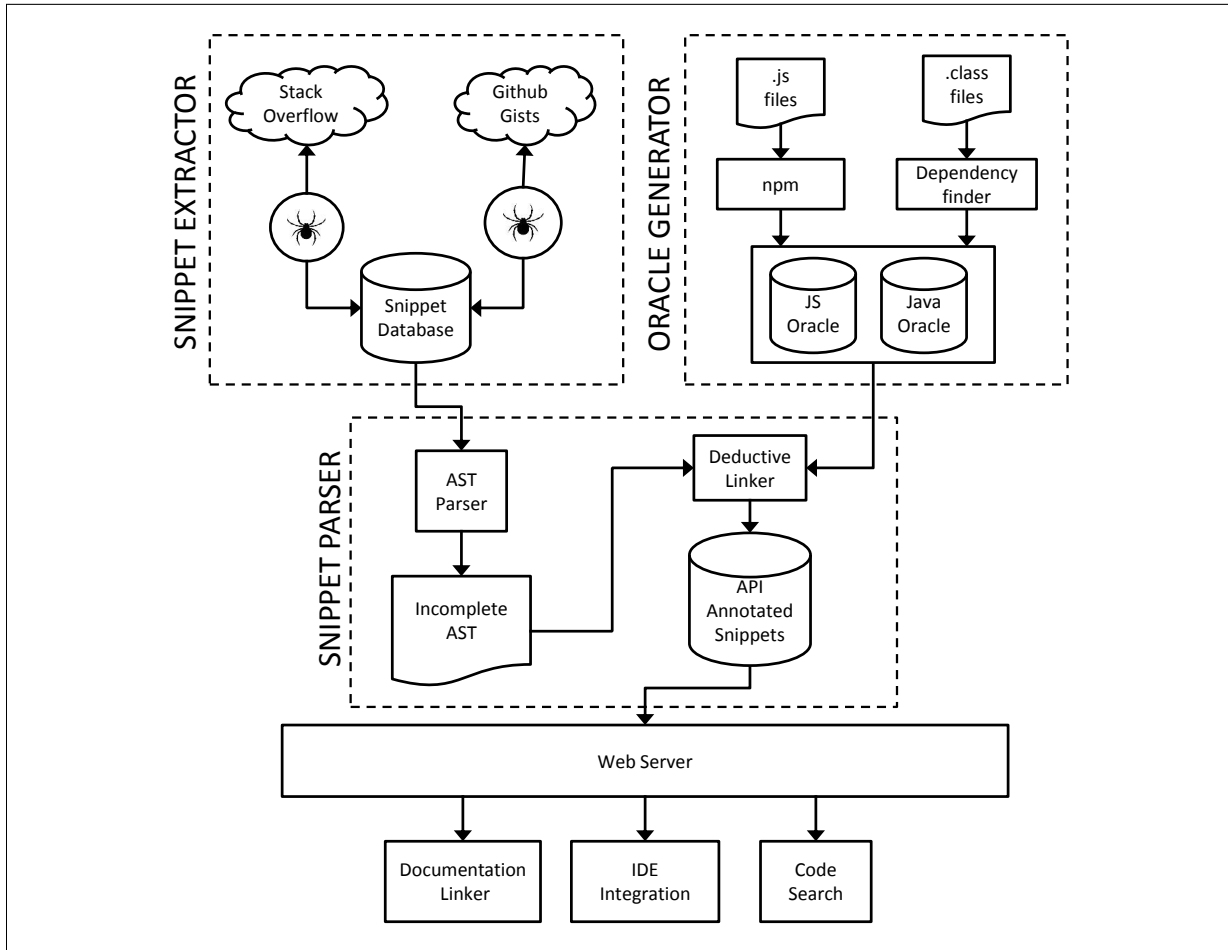 SNIPPET EXTRACTOR
Stack
Overflow
Github
Gists
Snippet
Database
ORACLE GENERATOR
.js
files
.class
files
npm
Dependency
finder
JS
Oracle
Java
Oracle
SNIPPET PARSER
AST
Parser
Incomplete
AST
Deductive
Linker
API
Annotated
Snippets
Web Server
Documentation
Linker
IDE
Integration
Code
Search